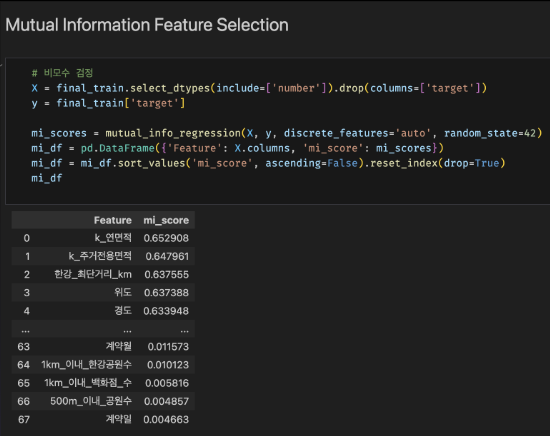 Mutual Information Feature Selection
# 비모수 검정
X = final_train.select_dtypes(include=['number']).drop(columns=['target'])
y = final_train['target']
mi_scores = mutual_info_regression(X, y, discrete_features='auto', random_state=42)
mi_df = pd.DataFrame({'Feature': X.columns, 'mi_score': mi_scores})
mi_df = mi_df.sort_values('mi_score', ascending=False).reset_index(drop=True)
mi_df
Feature mi_score
0 k_연면적 0.652908
1 k_주거전용면적 0.647961
2 한강_최단거리_km 0.637555
3 위도 0.637388
4 경도 0.633948
... ... ...
63 계약월 0.011573
64 1km_이내_한강공원수 0.010123
65 1km_이내_백화점_수 0.005816
66 500m_이내_공원수 0.004857
67 계약일 0.004663